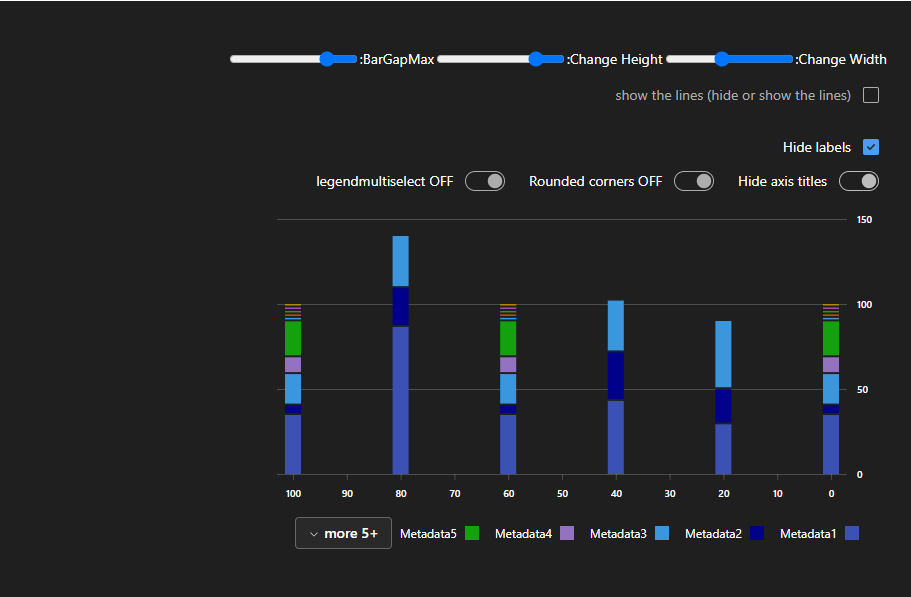 :BarGapMax :Change Height :Change Width
show the lines (hide or show the lines)
Hide labels
legendmultiselect OFF Rounded corners OFF Hide axis titles
150
100
50
0
100 90 80 70 60 50 40 30 20 10 0
more 5+ Metadata5 Metadata4 Metadata3 Metadata2 Metadata1